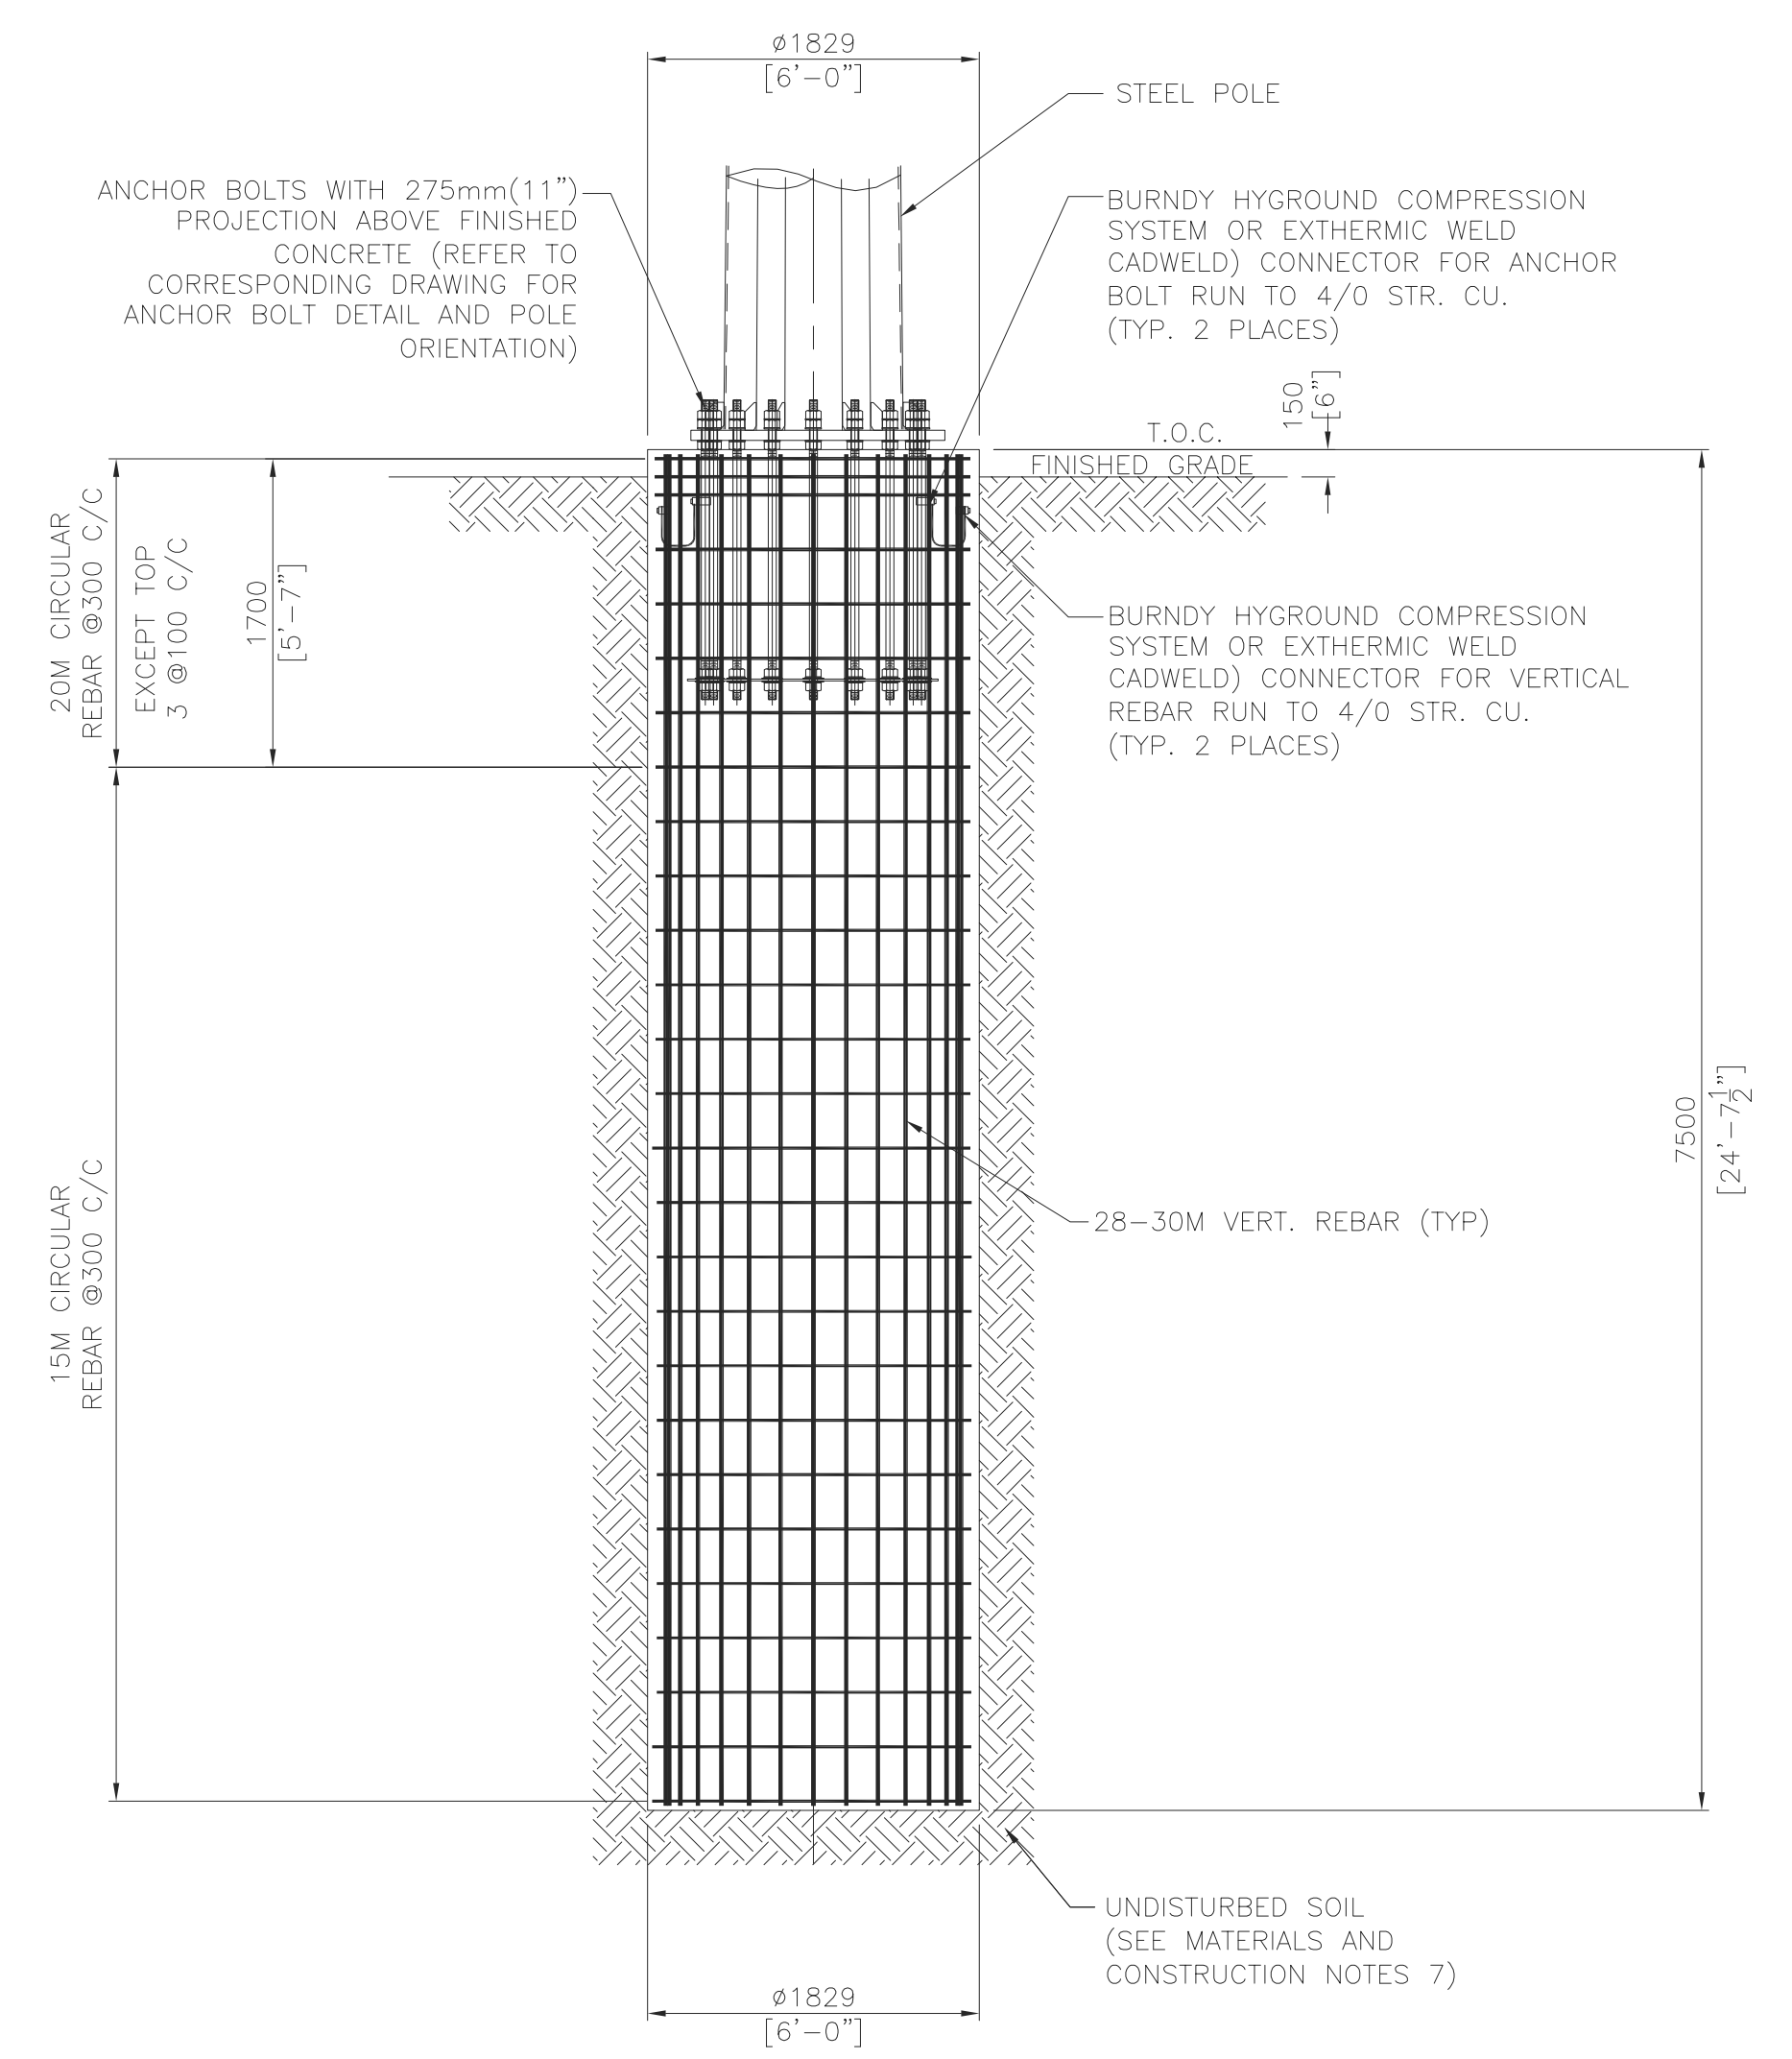 ø1829
[6'-0"]
STEEL POLE
ANCHOR BOLTS WITH 275mm(11")
PROJECTION ABOVE FINISHED
CONCRETE (REFER TO
CORRESPONDING DRAWING FOR
ANCHOR BOLT DETAIL AND POLE
ORIENTATION)
BURNDY HYGROUND COMPRESSION
SYSTEM OR EXTHERMIC WELD
CADWELD) CONNECTOR FOR ANCHOR
BOLT RUN TO 4/0 STR. CU.
(TYP. 2 PLACES)
150
[6"]
T.O.C.
FINISHED GRADE
20M CIRCULAR
REBAR @300 C/C
EXCEPT TOP
3 @100 C/C
1700
[5'-7"]
BURNDY HYGROUND COMPRESSION
SYSTEM OR EXTHERMIC WELD
CADWELD) CONNECTOR FOR VERTICAL
REBAR RUN TO 4/0 STR. CU.
(TYP. 2 PLACES)
7500
[24'-7½"]
15M CIRCULAR
REBAR @300 C/C
28-30M VERT. REBAR (TYP)
UNDISTURBED SOIL
(SEE MATERIALS AND
CONSTRUCTION NOTES 7)
ø1829
[6'-0"]